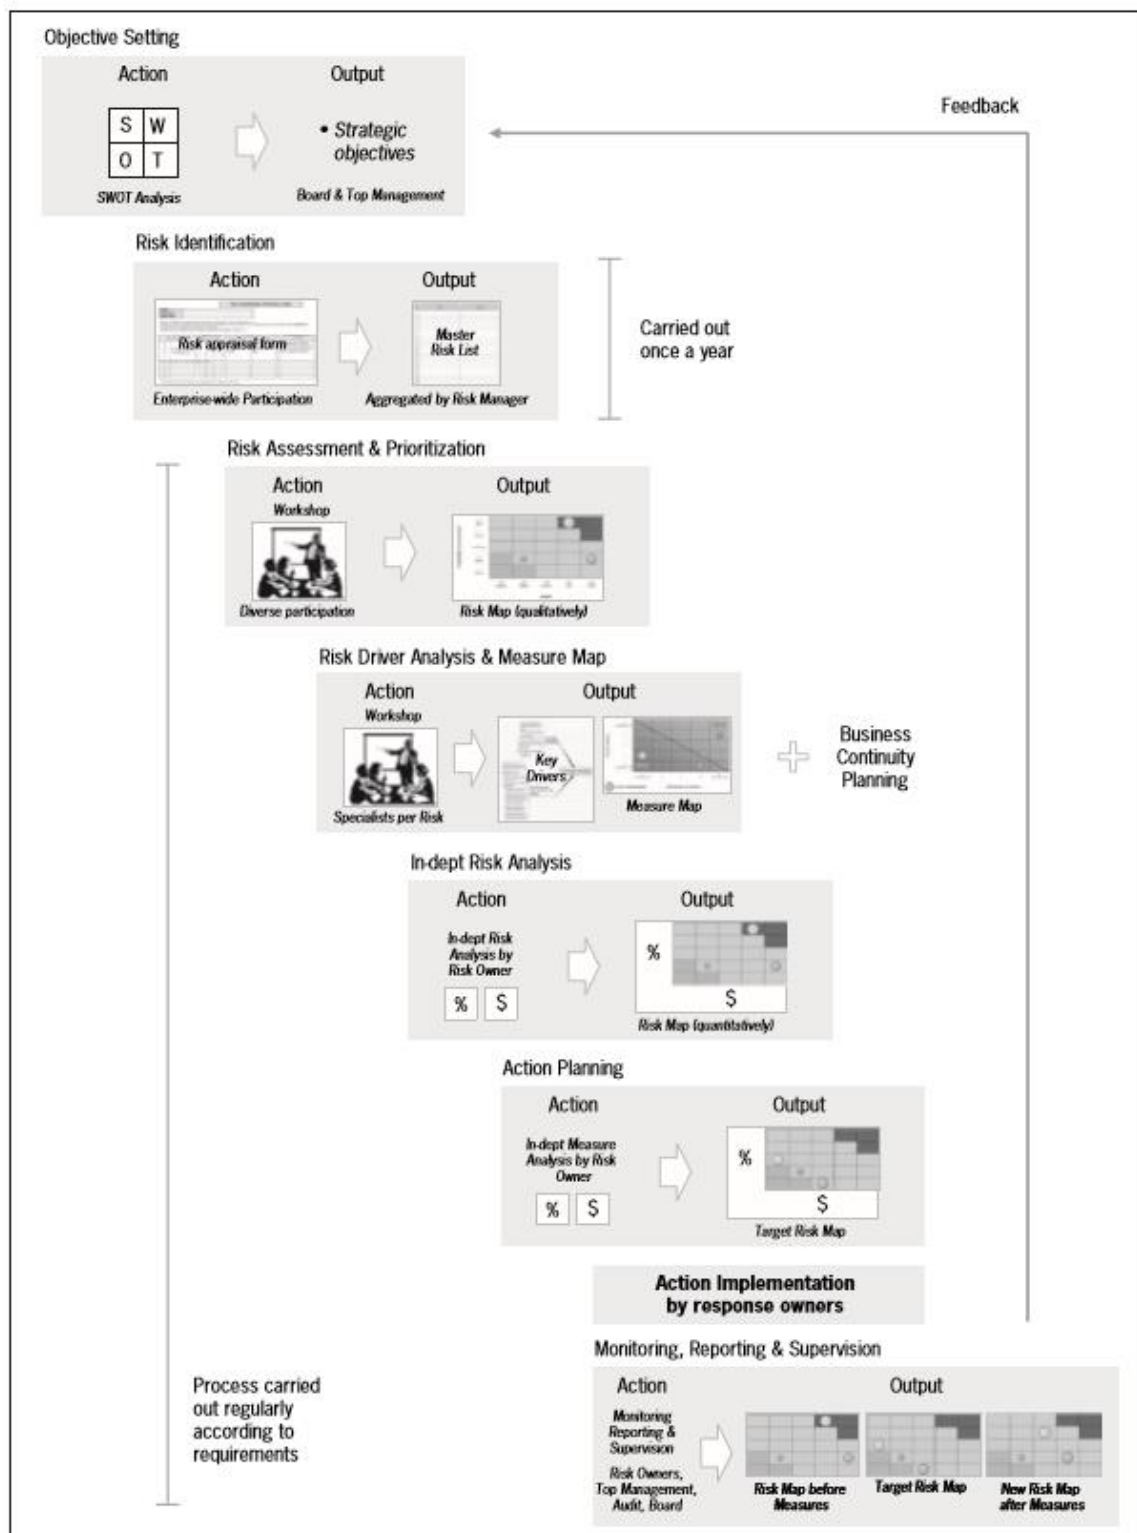 Objective Setting
Action
Output
S W
O T
• Strategic
objectives
SWOT Analysis
Board & Top Management
Feedback
Risk Identification
Action
Output
Risk appraisal form
Master
Risk List
Enterprise-wide Participation
Aggregated by Risk Manager
Carried out
once a year
Risk Assessment & Prioritization
Action
Output
Workshop
Diverse participation
Risk Map (qualitatively)
Risk Driver Analysis & Measure Map
Action
Output
Workshop
Key
Drivers
Specialists per Risk
Measure Map
Business
Continuity
Planning
In-dept Risk Analysis
Action
Output
In-dept Risk
Analysis by
Risk Owner
% $
%
$
Risk Map (quantitatively)
Action Planning
Action
Output
In-dept Measure
Analysis by Risk
Owner
% $
%
$
Target Risk Map
Action Implementation
by response owners
Monitoring, Reporting & Supervision
Action
Output
Monitoring
Reporting &
Supervision
Risk Owners,
Top Management,
Audit, Board
Risk Map before
Measures
Target Risk Map
New Risk Map
after Measures
Process carried
out regularly
according to
requirements